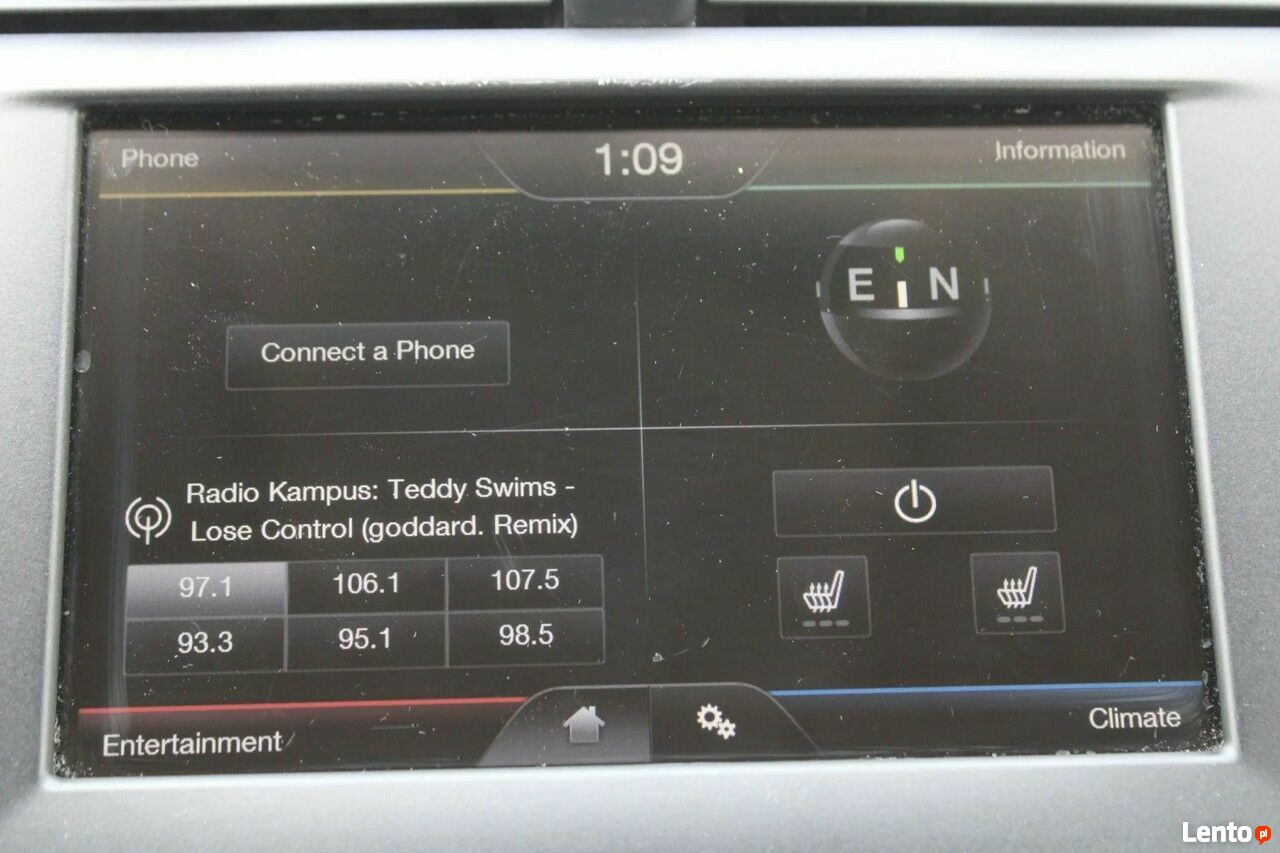 Phone
1:09
Information
E N
Connect a Phone
Radio Kampus: Teddy Swims -
Lose Control (goddard. Remix)
97.1 106.1 107.5
93.3 95.1 98.5
Entertainment
Climate
Lento pl